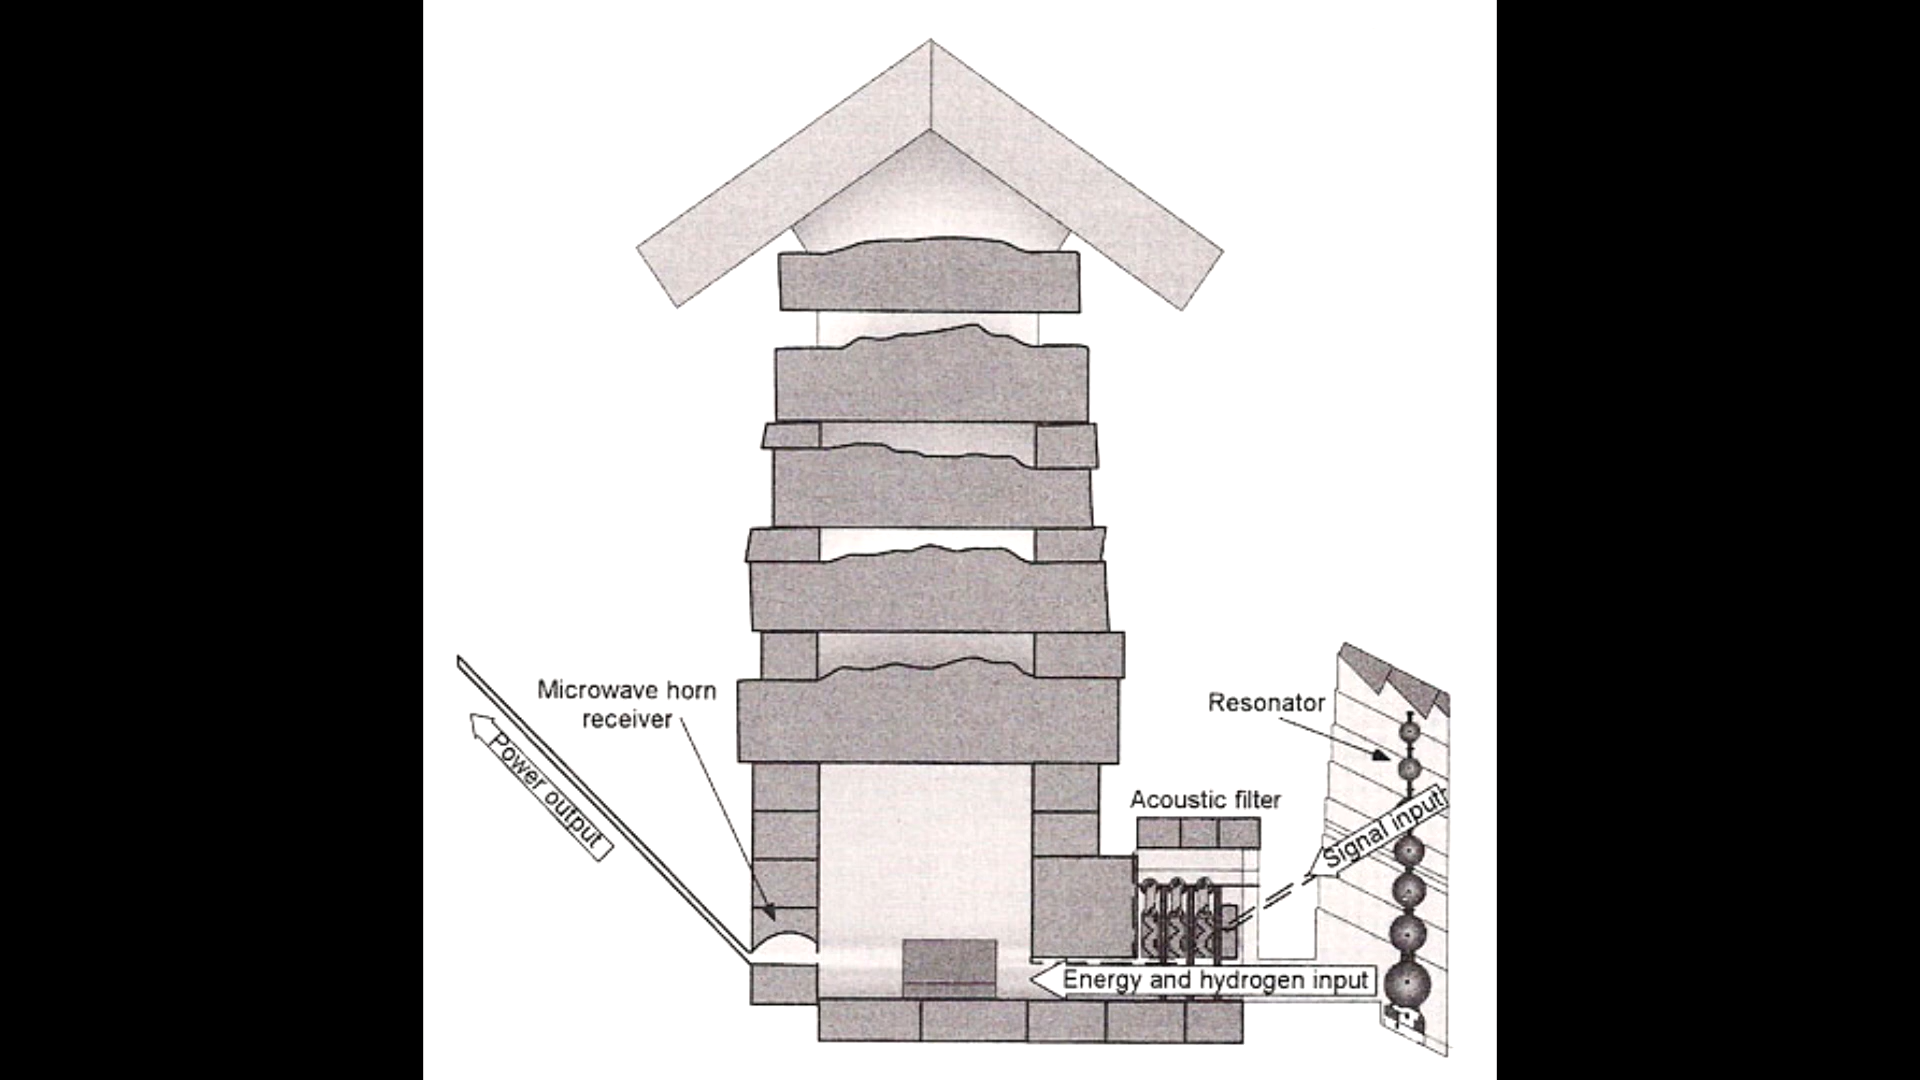 Microwave horn
receiver
Power output
Resonator
Acoustic filter
Signal input
Energy and hydrogen input